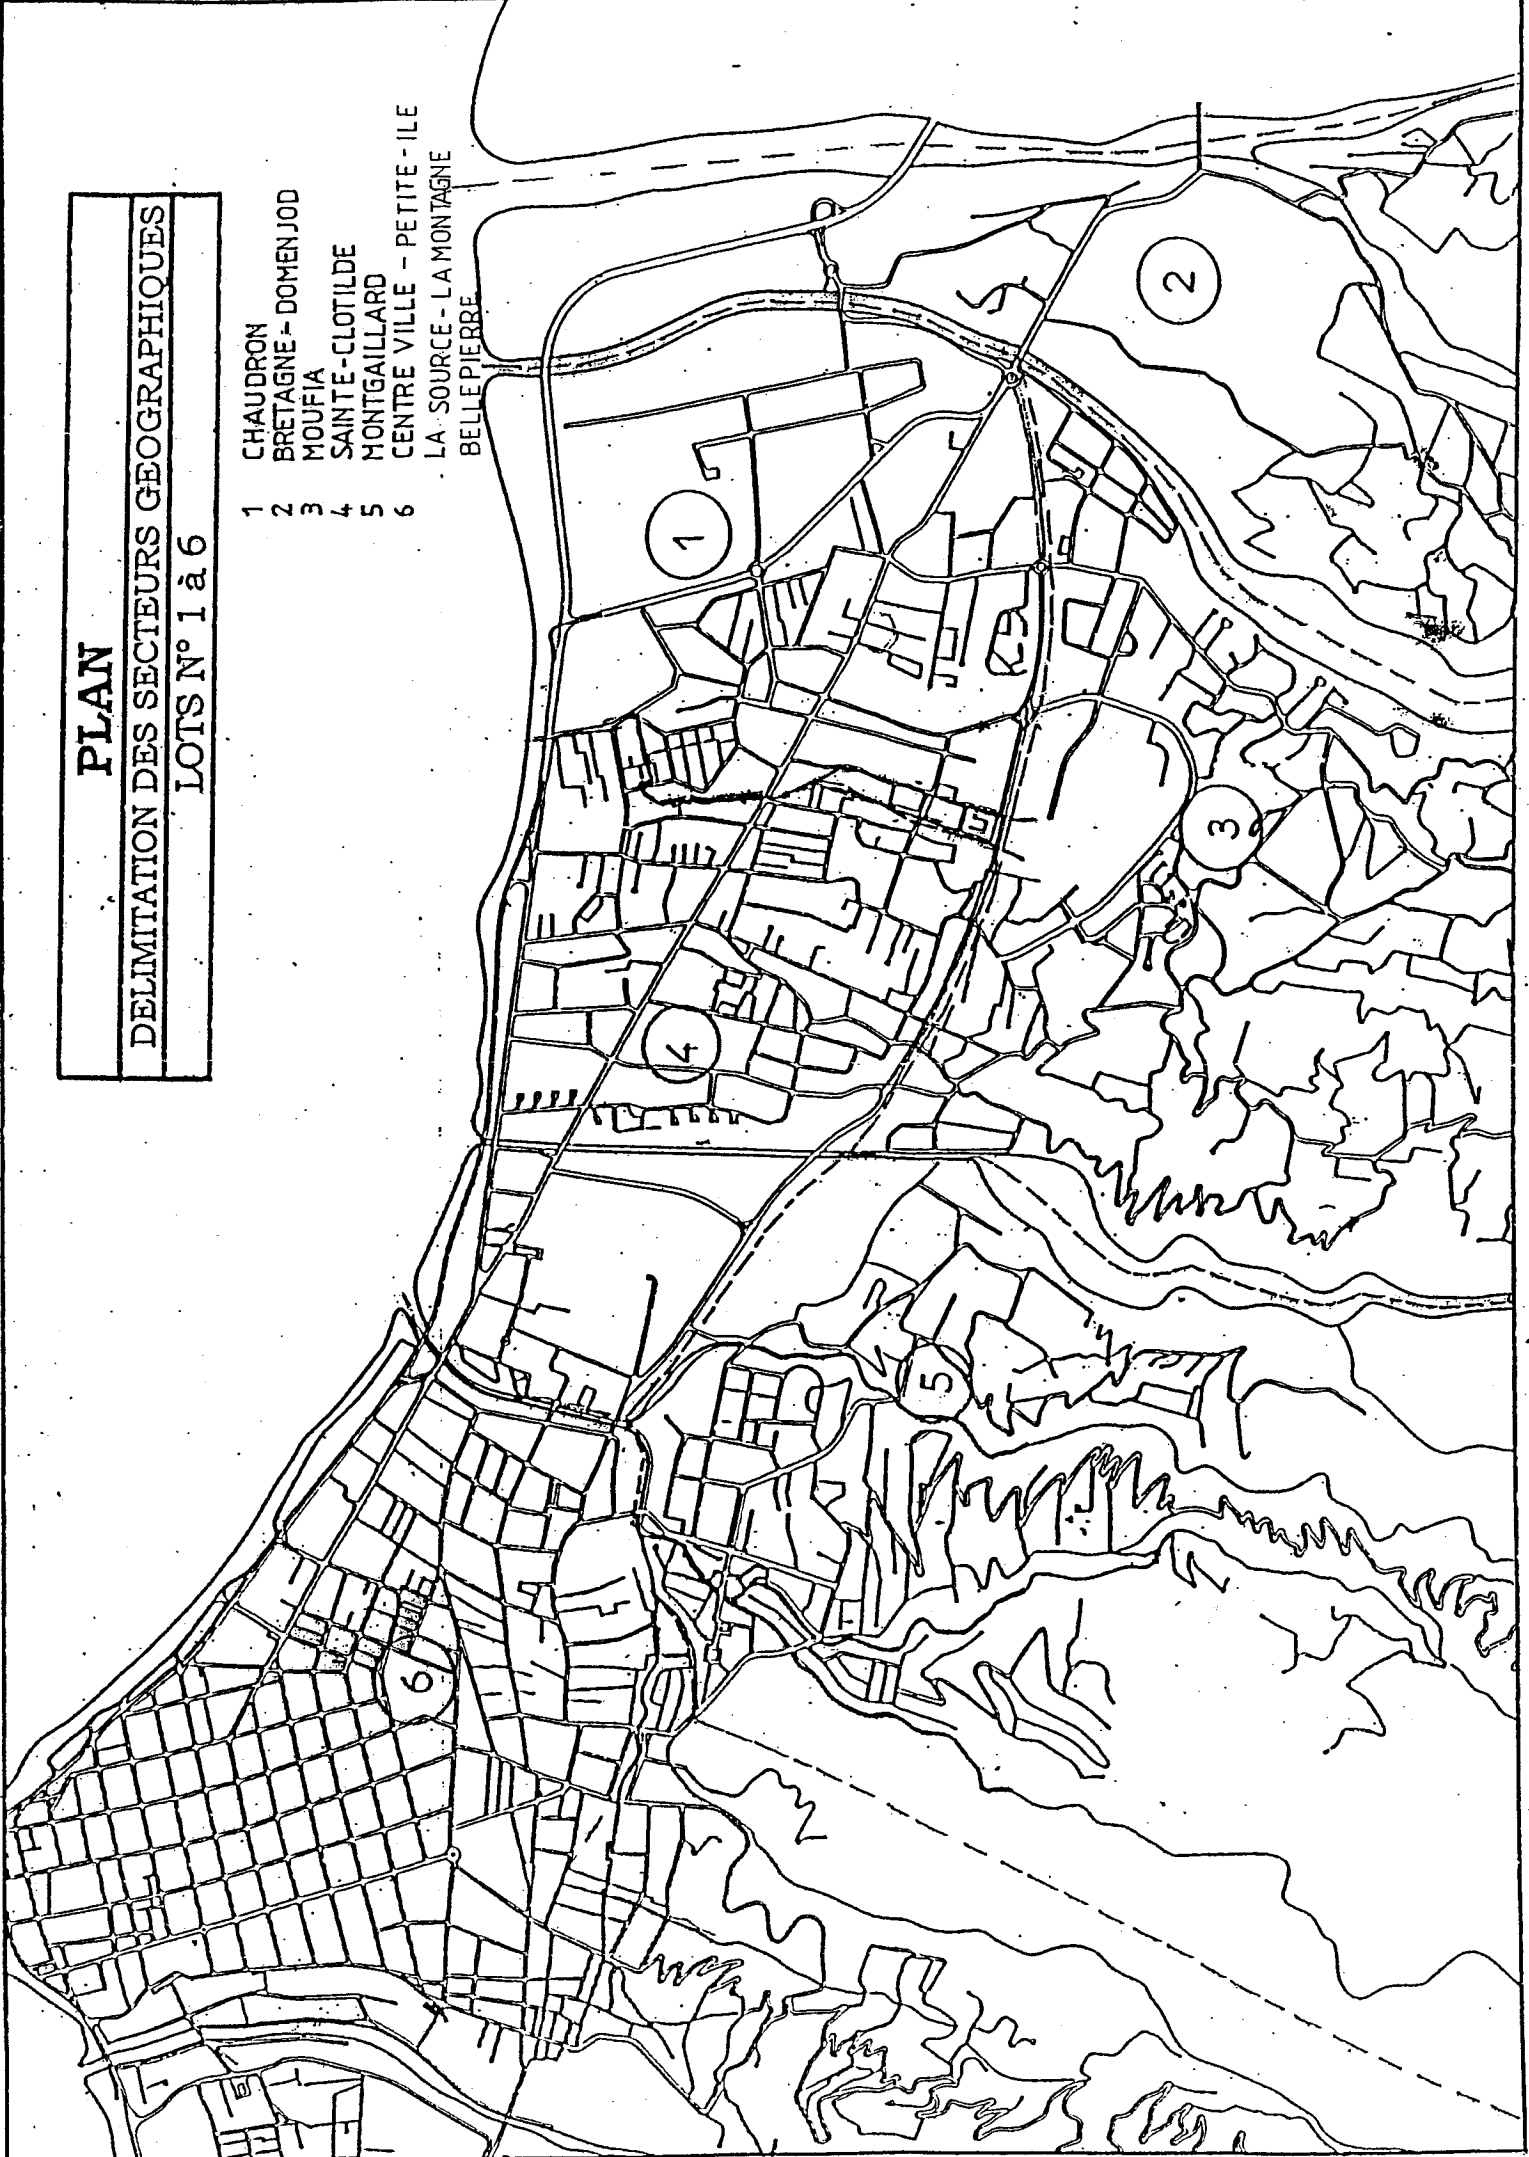 PLAN
DELIMITATION DES SECTEURS GEOGRAPHIQUES
LOTS N° 1 à 6
1 CHAUDRON
2 BRETAGNE - DOMENJOD
3 MOUFIA
4 SAINTE-CLOTILDE
5 MONTGAILLARD
6 CENTRE VILLE - PETITE - ILE
LA SOURCE - LA MONTAGNE
BELLEPIERRE
1
2
3
4
5
6